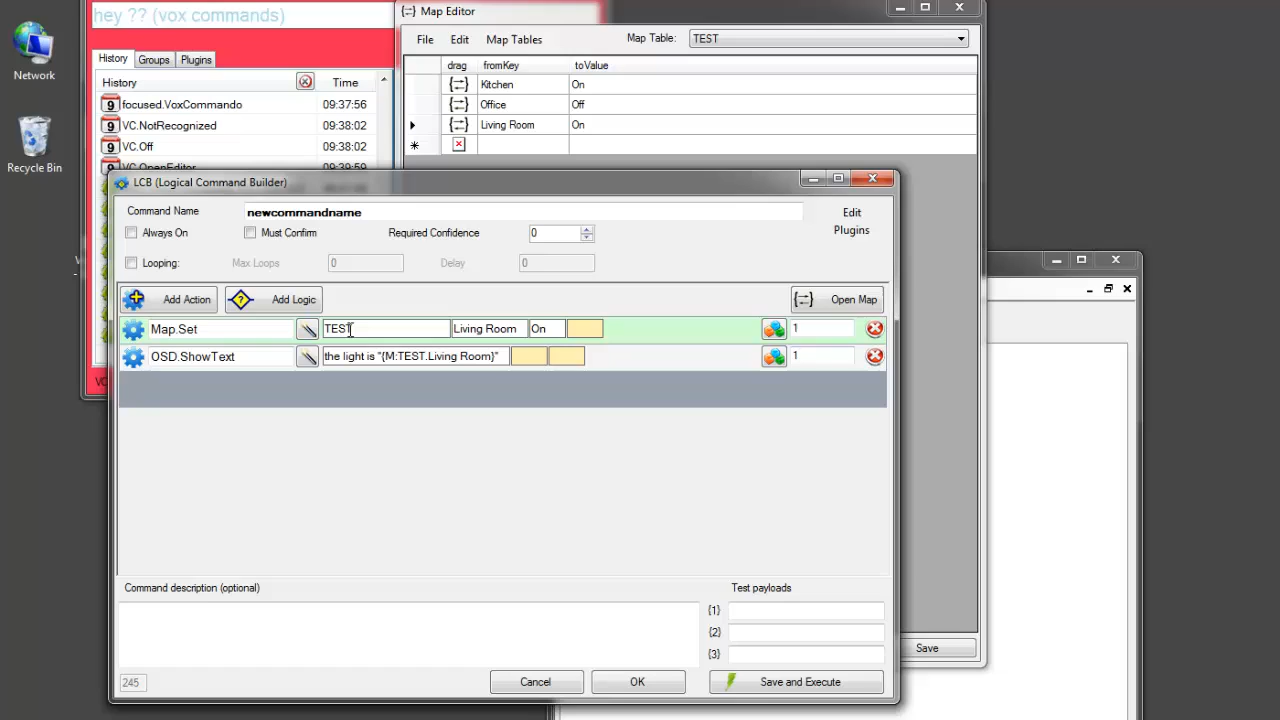 hey ?? (vox commands)
Network
Recycle Bin
History Groups Plugins
History Time
focused.VoxCommando 09:37:56
VC.NotRecognized 09:38:02
VC.Off 09:38:02
VC.OpenEditor 09:39:59
Map Editor
File Edit Map Tables Map Table: TEST
drag fromKey toValue
Kitchen On
Office Off
Living Room On
LCB (Logical Command Builder)
Command Name newcommandname
Edit
Plugins
Always On Must Confirm Required Confidence 0
Looping: Max Loops 0 Delay 0
Add Action Add Logic Open Map
Map.Set TEST Living Room On 1
OSD.ShowText the light is "{M:TEST.Living Room}" 1
Command description (optional) Test payloads
{1}
{2}
{3}
245 Cancel OK Save and Execute
Save